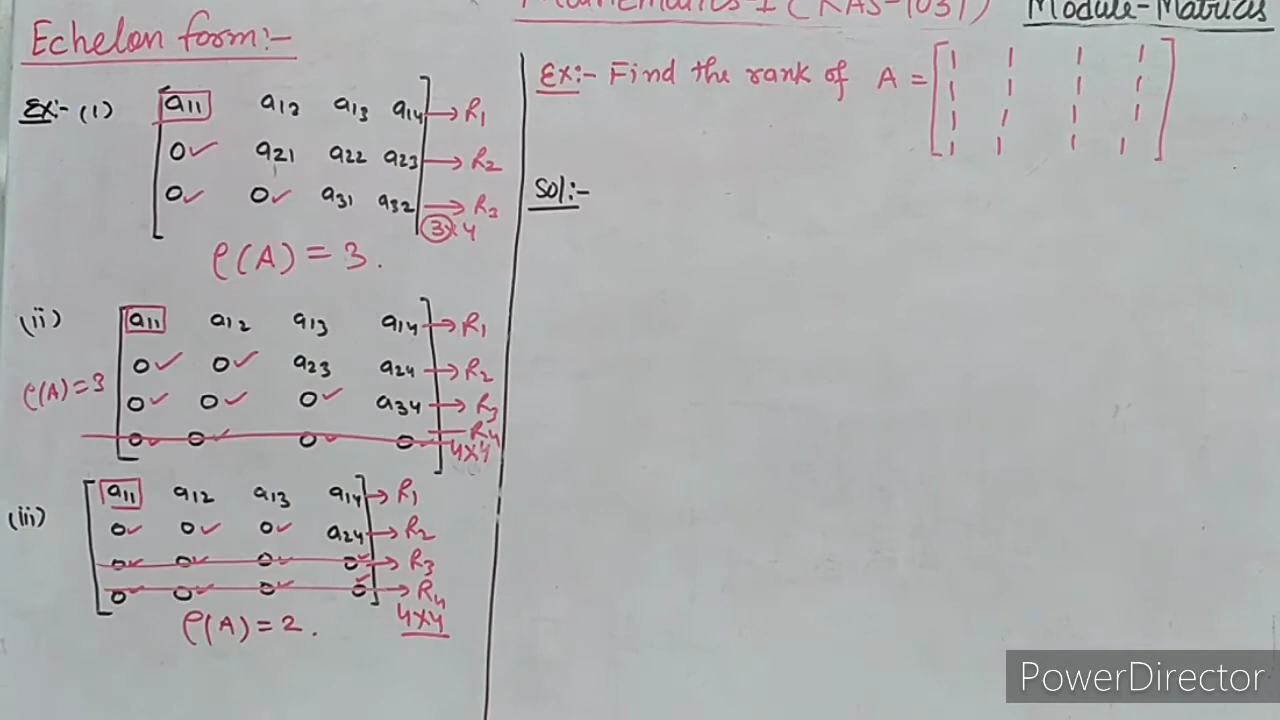 Mathematics-I (KAS-103T) Module-Matrices
Echelon form:-
Ex:- (i) a11 a12 a13 a14 → R1
0✓ a21 a22 a23 → R2
0✓ 0✓ a31 a32 → R3
3×4
ρ(A) = 3.
(ii) a11 a12 a13 a14 → R1
0✓ 0✓ a23 a24 → R2
ρ(A) = 3
0✓ 0✓ 0✓ a34 → R3
0✓ 0✓ 0✓ 0 R4
4×4
(iii) a11 a12 a13 a14 → R1
0✓ 0✓ 0✓ a24 → R2
0✓ 0✓ 0✓ 0✓ → R3
0✓ 0✓ 0✓ 0✓ → R4
4×4
ρ(A) = 2.
Ex:- Find the rank of A = [1 1 1 1
1 1 1 1
1 1 1 1
1 1 1 1]
Sol:-
PowerDirector